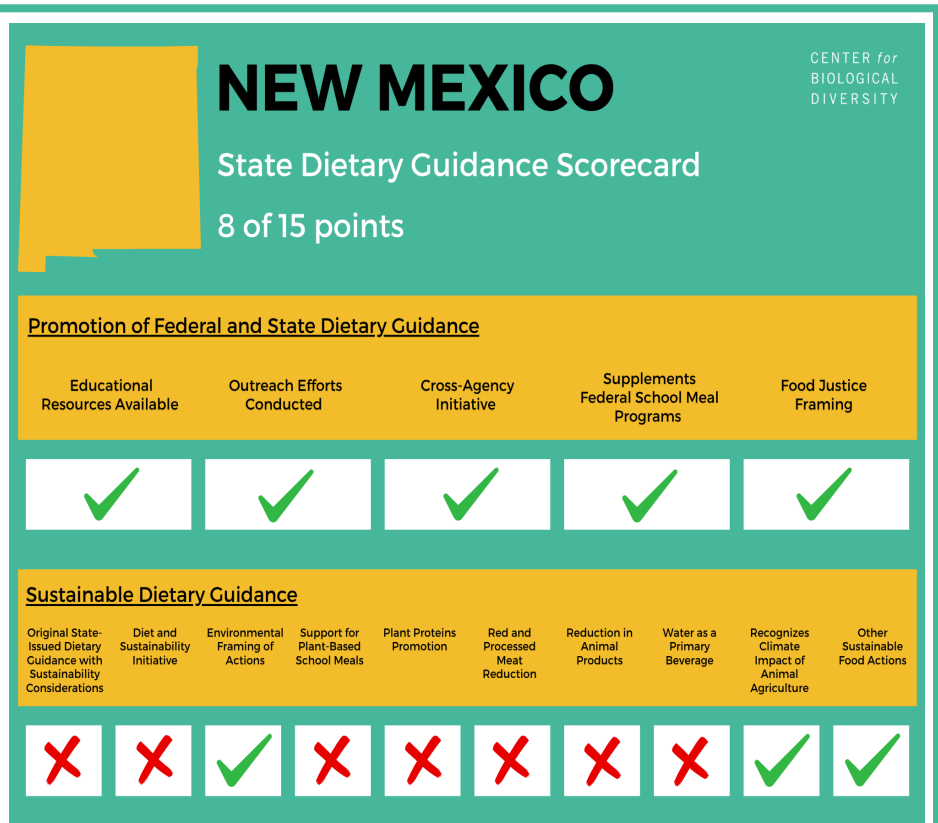 NEW MEXICO
CENTER for
BIOLOGICAL
DIVERSITY
State Dietary Guidance Scorecard
8 of 15 points
Promotion of Federal and State Dietary Guidance
Educational
Resources Available
Outreach Efforts
Conducted
Cross-Agency
Initiative
Supplements
Federal School Meal
Programs
Food Justice
Framing
Sustainable Dietary Guidance
Original State-
Issued Dietary
Guidance with
Sustainability
Considerations
Diet and
Sustainability
Initiative
Environmental
Framing of
Actions
Support for
Plant-Based
School Meals
Plant Proteins
Promotion
Red and
Processed
Meat
Reduction
Reduction in
Animal
Products
Water as a
Primary
Beverage
Recognizes
Climate
Impact of
Animal
Agriculture
Other
Sustainable
Food Actions